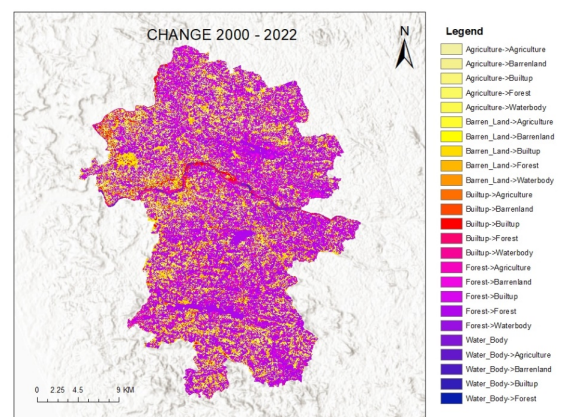 CHANGE 2000 - 2022
N
Legend
Agriculture->Agriculture
Agriculture->Barrenland
Agriculture->Builtup
Agriculture->Forest
Agriculture->Waterbody
Barren_Land->Agriculture
Barren_Land->Barrenland
Barren_Land->Builtup
Barren_Land->Forest
Barren_Land->Waterbody
Builtup->Agriculture
Builtup->Barrenland
Builtup->Builtup
Builtup->Forest
Builtup->Waterbody
Forest->Agriculture
Forest->Barrenland
Forest->Builtup
Forest->Forest
Forest->Waterbody
Water_Body
Water_Body->Agriculture
Water_Body->Barrenland
Water_Body->Builtup
Water_Body->Forest
0 2.25 4.5 9 KM